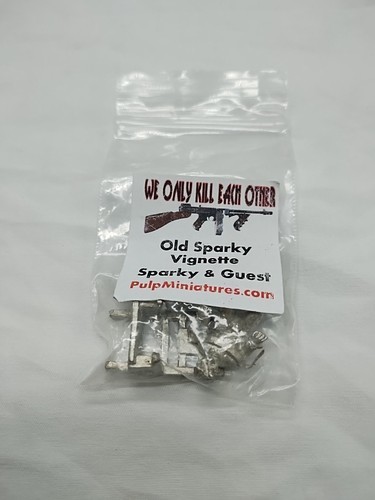 WE ONLY KILL EACH OTHER
Old Sparky
Vignette
Sparky & Guest
PulpMiniatures.com